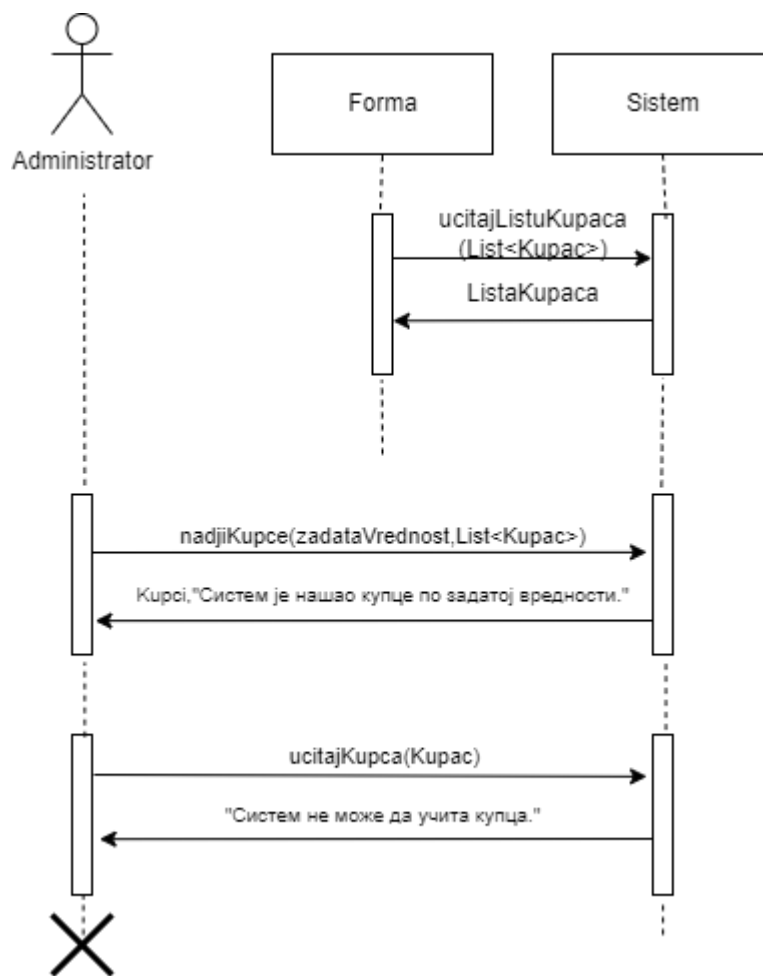 Forma
Sistem
Administrator
ucitajListuKupaca
(List<Kupac>)
ListaKupaca
nadjiKupce(zadataVrednost,List<Kupac>)
Kupci,"Систем је нашао купце по задатој вредности."
ucitajKupca(Kupac)
"Систем не може да учита купца."